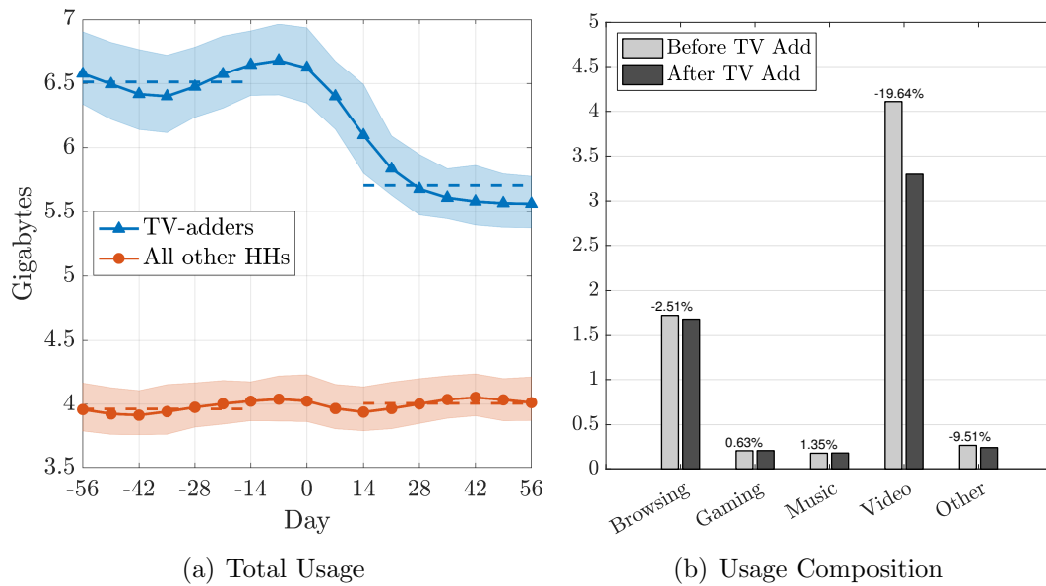 7
6.5
6
5.5
5
4.5
4
3.5
Gigabytes
TV-adders
All other HHs
-56 -42 -28 -14 0 14 28 42 56
Day
(a) Total Usage
5
4.5
4
3.5
3
2.5
2
1.5
1
0.5
0
Before TV Add
After TV Add
-2.51%
0.63%
1.35%
-19.64%
-9.51%
Browsing
Gaming
Music
Video
Other
(b) Usage Composition